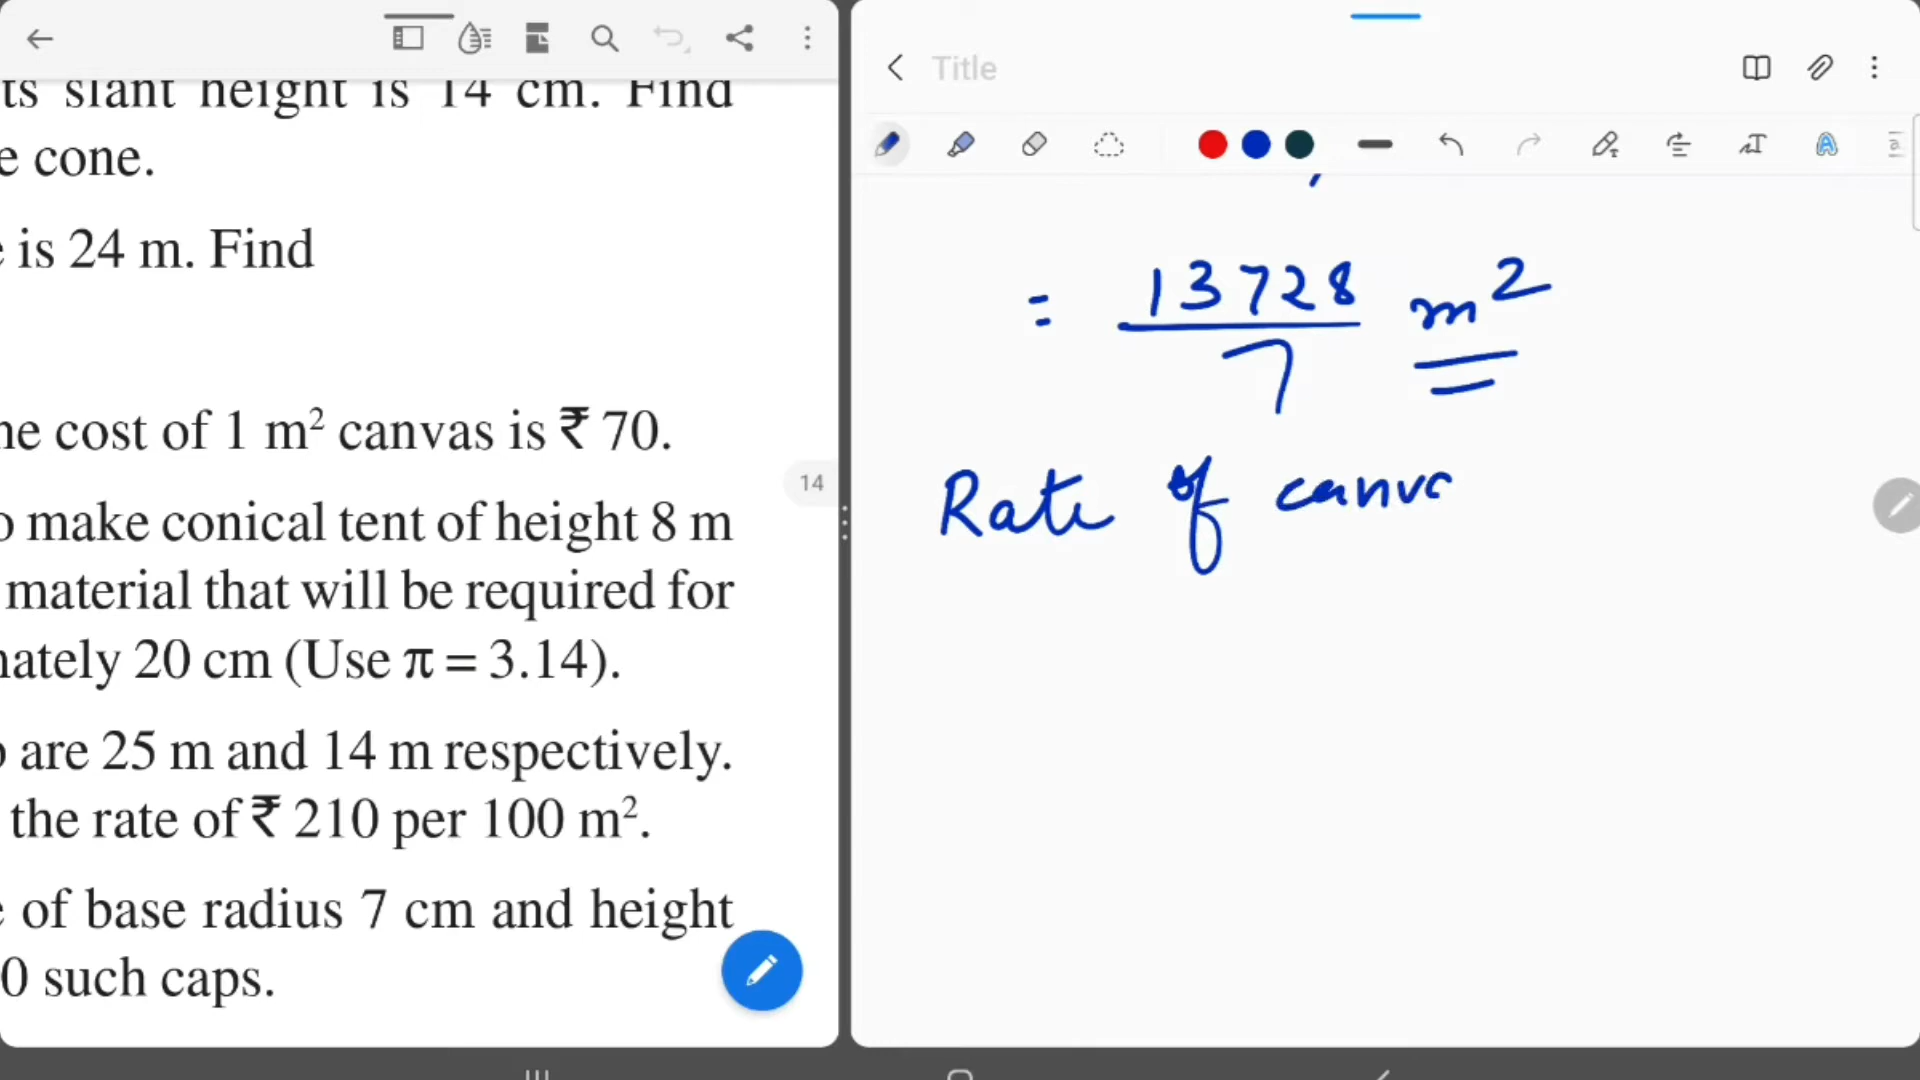 ts slant height is 14 cm. Find
e cone.
e is 24 m. Find
he cost of 1 m² canvas is ₹ 70.
o make conical tent of height 8 m
material that will be required for
nately 20 cm (Use π = 3.14).
o are 25 m and 14 m respectively.
the rate of ₹ 210 per 100 m².
e of base radius 7 cm and height
0 such caps.
14
Title
= 13728/7 m²
Rate of canva